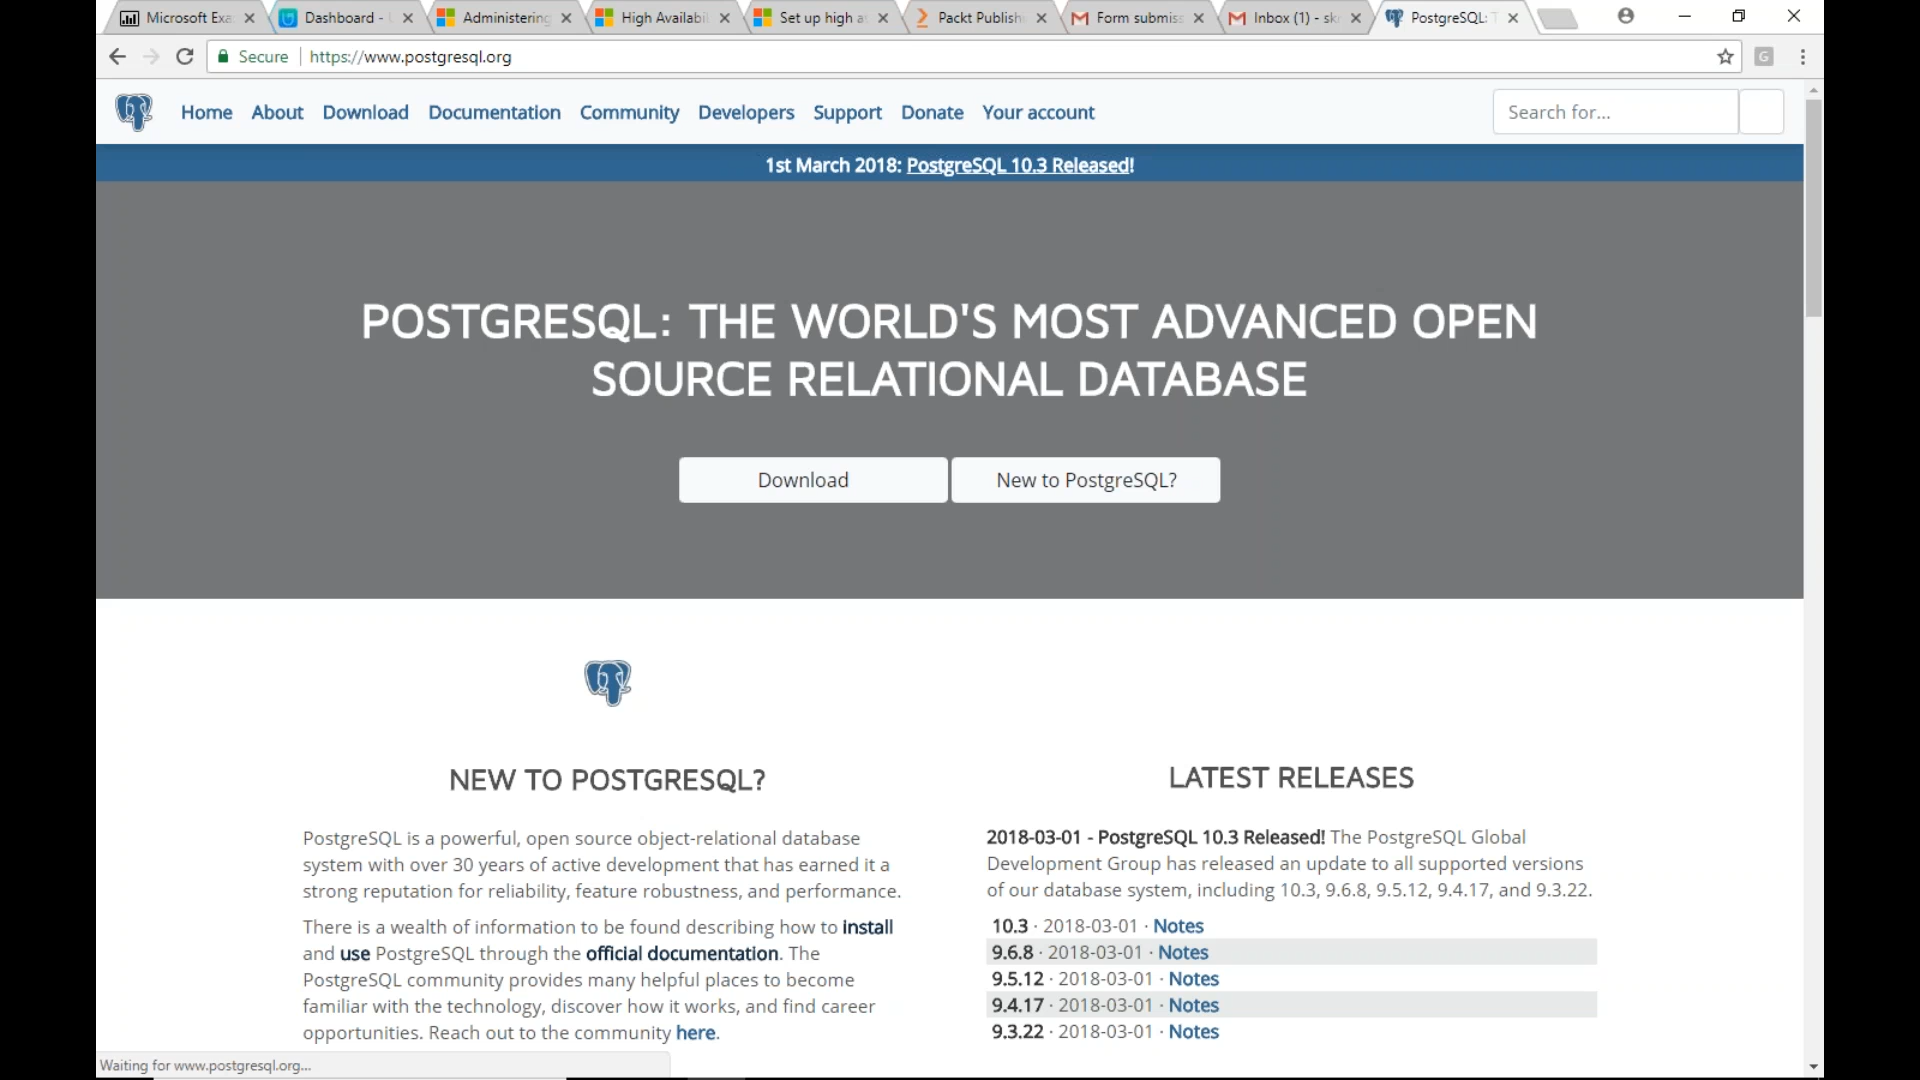 Microsoft Exa
Dashboard -
Administering
High Availabil
Set up high a
Packt Publish
Form submiss
Inbox (1) - sk
PostgreSQL: T
Secure
https://www.postgresql.org
G
Home
About
Download
Documentation
Community
Developers
Support
Donate
Your account
Search for...
1st March 2018: PostgreSQL 10.3 Released!
POSTGRESQL: THE WORLD'S MOST ADVANCED OPEN
SOURCE RELATIONAL DATABASE
Download
New to PostgreSQL?
NEW TO POSTGRESQL?
PostgreSQL is a powerful, open source object-relational database
system with over 30 years of active development that has earned it a
strong reputation for reliability, feature robustness, and performance.
There is a wealth of information to be found describing how to install
and use PostgreSQL through the official documentation. The
PostgreSQL community provides many helpful places to become
familiar with the technology, discover how it works, and find career
opportunities. Reach out to the community here.
LATEST RELEASES
2018-03-01 - PostgreSQL 10.3 Released! The PostgreSQL Global
Development Group has released an update to all supported versions
of our database system, including 10.3, 9.6.8, 9.5.12, 9.4.17, and 9.3.22.
10.3 · 2018-03-01 · Notes
9.6.8 · 2018-03-01 · Notes
9.5.12 · 2018-03-01 · Notes
9.4.17 · 2018-03-01 · Notes
9.3.22 · 2018-03-01 · Notes
Waiting for www.postgresql.org...